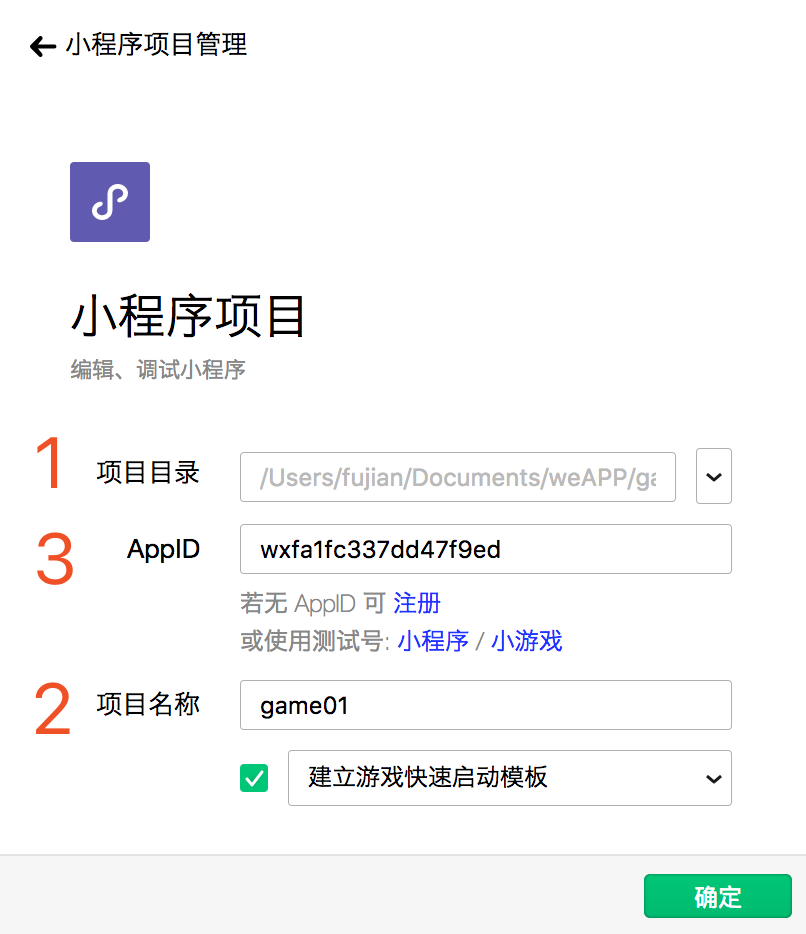 小程序项目管理
小程序项目
编辑、调试小程序
1 项目目录 /Users/fujian/Documents/weAPP/ga
3 AppID wxfa1fc337dd47f9ed
若无 AppID 可 注册
或使用测试号: 小程序 / 小游戏
2 项目名称 game01
建立游戏快速启动模板
确定